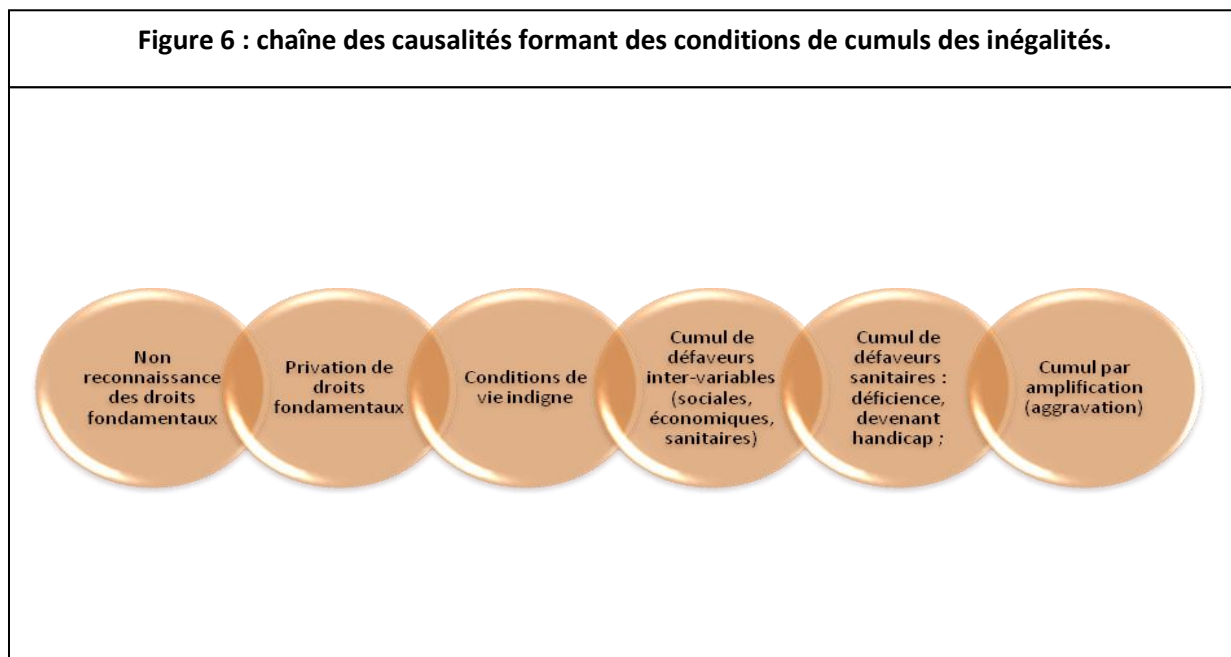 Figure 6 : chaîne des causalités formant des conditions de cumuls des inégalités.
Non
reconnaissance
des droits
fondamentaux
Privation de
droits
fondamentaux
Conditions de
vie indigne
Cumul de
défaveurs
inter-variables
(sociales,
économiques,
sanitaires)
Cumul de
défaveurs
sanitaires :
déficience,
devenant
handicap ;
Cumul par
amplification
(aggravation)